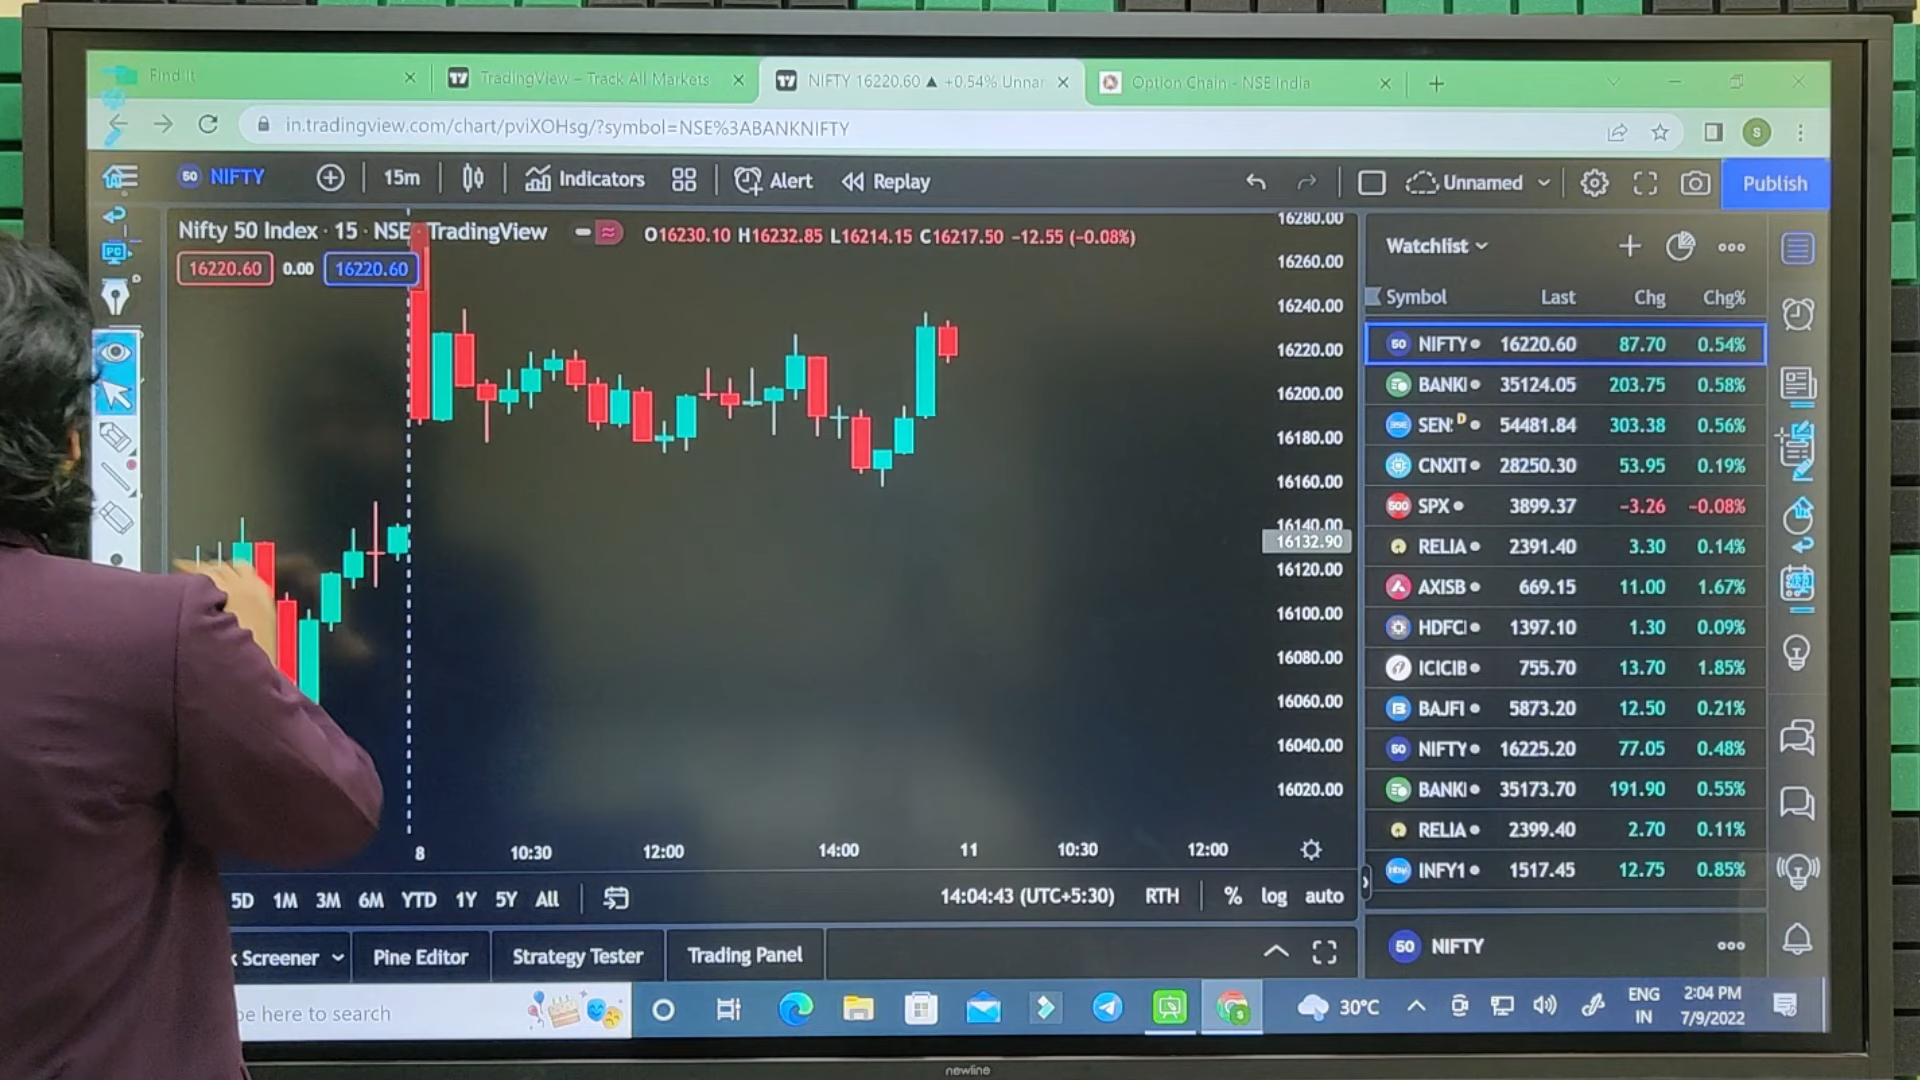 Find It
TradingView – Track All Markets
NIFTY 16220.60 ▲ +0.54% Unnar
Option Chain - NSE India
in.tradingview.com/chart/pviXOHsg/?symbol=NSE%3ABANKNIFTY
S
50 NIFTY
15m
Indicators
Alert
Replay
Unnamed
Publish
Nifty 50 Index · 15 · NSE · TradingView
O16230.10 H16232.85 L16214.15 C16217.50 −12.55 (−0.08%)
16220.60 0.00 16220.60
16280.00
16260.00
16240.00
16220.00
16200.00
16180.00
16160.00
16140.00
16132.90
16120.00
16100.00
16080.00
16060.00
16040.00
16020.00
8 10:30 12:00 14:00 11 10:30 12:00
5D 1M 3M 6M YTD 1Y 5Y All
14:04:43 (UTC+5:30) RTH % log auto
k Screener Pine Editor Strategy Tester Trading Panel
PC
Watchlist
Symbol Last Chg Chg%
50 NIFTY 16220.60 87.70 0.54%
BANKI 35124.05 203.75 0.58%
SEN: D 54481.84 303.38 0.56%
CNXIT 28250.30 53.95 0.19%
500 SPX 3899.37 −3.26 −0.08%
RELIA 2391.40 3.30 0.14%
AXISB 669.15 11.00 1.67%
HDFCI 1397.10 1.30 0.09%
ICICIB 755.70 13.70 1.85%
BAJFI 5873.20 12.50 0.21%
50 NIFTY 16225.20 77.05 0.48%
BANKI 35173.70 191.90 0.55%
RELIA 2399.40 2.70 0.11%
INFY1 1517.45 12.75 0.85%
50 NIFTY
pe here to search
30°C
ENG
IN
2:04 PM
7/9/2022
newline